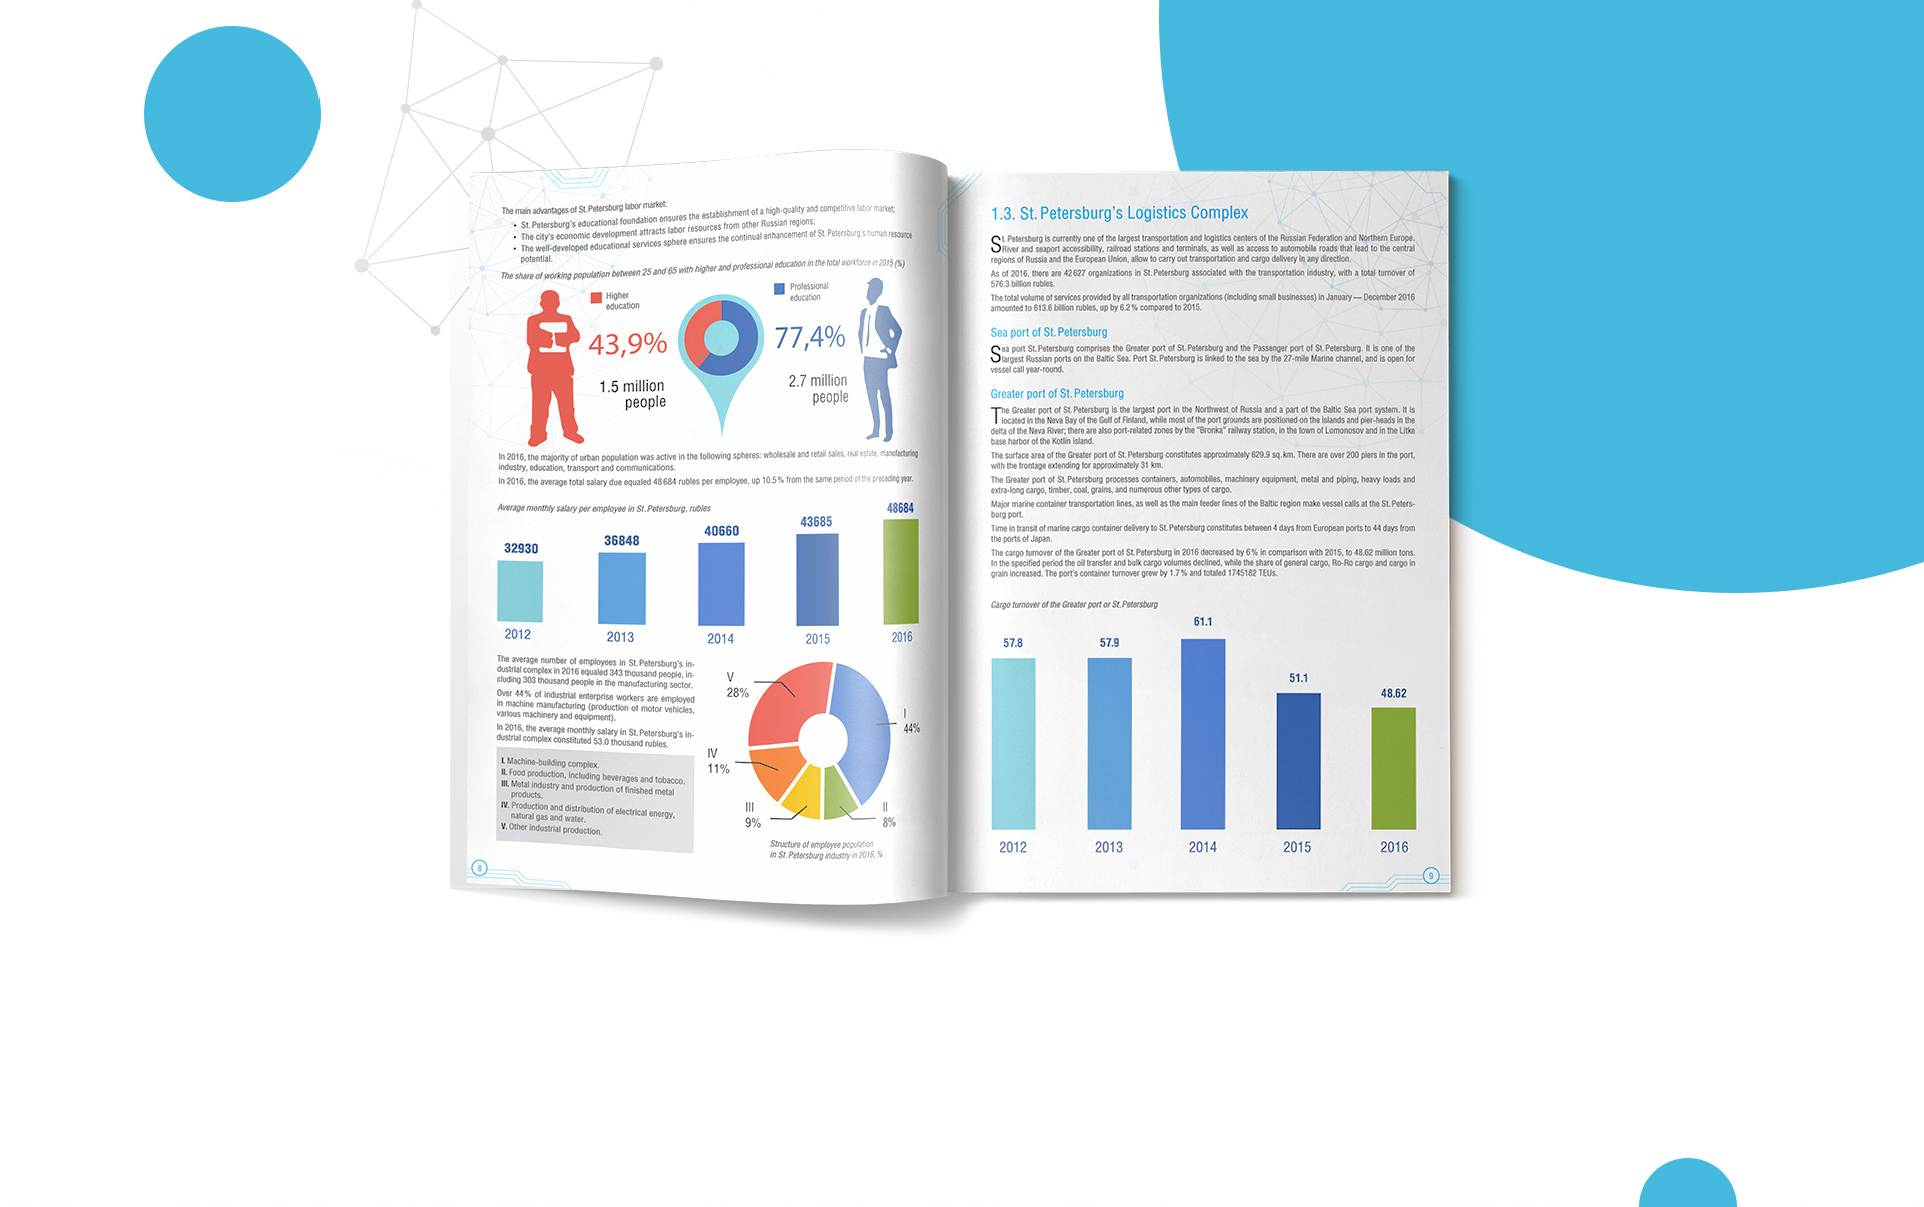 The main advantages of St. Petersburg labor market:
• St. Petersburg's educational foundation ensures the establishment of a high-quality and competitive labor market;
• The city's economic development attracts labor resources from other Russian regions;
• The well-developed educational services sphere ensures the continual enhancement of St. Petersburg's human resource
potential.
The share of working population between 25 and 65 with higher and professional education in the total workforce in 2015 (%)
Higher
education
43,9%
1.5 million
people
Professional
education
77,4%
2.7 million
people
In 2016, the majority of urban population was active in the following spheres: wholesale and retail sales, real estate, manufacturing
industry, education, transport and communications.
In 2016, the average total salary due equaled 48 684 rubles per employee, up 10.5 % from the same period of the preceding year.
Average monthly salary per employee in St. Petersburg, rubles
32930
36848
40660
43685
48684
2012
2013
2014
2015
2016
The average number of employees in St. Petersburg's in-
dustrial complex in 2016 equaled 343 thousand people, in-
cluding 303 thousand people in the manufacturing sector.
Over 44 % of industrial enterprise workers are employed
in machine manufacturing (production of motor vehicles,
various machinery and equipment).
In 2016, the average monthly salary in St. Petersburg's in-
dustrial complex constituted 53.0 thousand rubles.
I. Machine-building complex.
II. Food production, including beverages and tobacco.
III. Metal industry and production of finished metal
products.
IV. Production and distribution of electrical energy,
natural gas and water.
V. Other industrial production.
V
28%
I
44%
IV
11%
III
9%
II
8%
Structure of employee population
in St. Petersburg industry in 2016, %
8
1.3. St. Petersburg's Logistics Complex
St. Petersburg is currently one of the largest transportation and logistics centers of the Russian Federation and Northern Europe.
River and seaport accessibility, railroad stations and terminals, as well as access to automobile roads that lead to the central
regions of Russia and the European Union, allow to carry out transportation and cargo delivery in any direction.
As of 2016, there are 42 627 organizations in St. Petersburg associated with the transportation industry, with a total turnover of
576.3 billion rubles.
The total volume of services provided by all transportation organizations (including small businesses) in January — December 2016
amounted to 613.6 billion rubles, up by 6.2 % compared to 2015.
Sea port of St. Petersburg
Sea port St. Petersburg comprises the Greater port of St. Petersburg and the Passenger port of St. Petersburg. It is one of the
largest Russian ports on the Baltic Sea. Port St. Petersburg is linked to the sea by the 27-mile Marine channel, and is open for
vessel call year-round.
Greater port of St. Petersburg
The Greater port of St. Petersburg is the largest port in the Northwest of Russia and a part of the Baltic Sea port system. It is
located in the Neva Bay of the Gulf of Finland, while most of the port grounds are positioned on the islands and pier-heads in the
delta of the Neva River; there are also port-related zones by the "Bronka" railway station, in the town of Lomonosov and in the Litke
base harbor of the Kotlin island.
The surface area of the Greater port of St. Petersburg constitutes approximately 629.9 sq. km. There are over 200 piers in the port,
with the frontage extending for approximately 31 km.
The Greater port of St. Petersburg processes containers, automobiles, machinery equipment, metal and piping, heavy loads and
extra-long cargo, timber, coal, grains, and numerous other types of cargo.
Major marine container transportation lines, as well as the main feeder lines of the Baltic region make vessel calls at the St. Peters-
burg port.
Time in transit of marine cargo container delivery to St. Petersburg constitutes between 4 days from European ports to 44 days from
the ports of Japan.
The cargo turnover of the Greater port of St. Petersburg in 2016 decreased by 6 % in comparison with 2015, to 48.62 million tons.
In the specified period the oil transfer and bulk cargo volumes declined, while the share of general cargo, Ro-Ro cargo and cargo in
grain increased. The port's container turnover grew by 1.7 % and totaled 1745182 TEUs.
Cargo turnover of the Greater port or St. Petersburg
57.8
57.9
61.1
51.1
48.62
2012
2013
2014
2015
2016
9